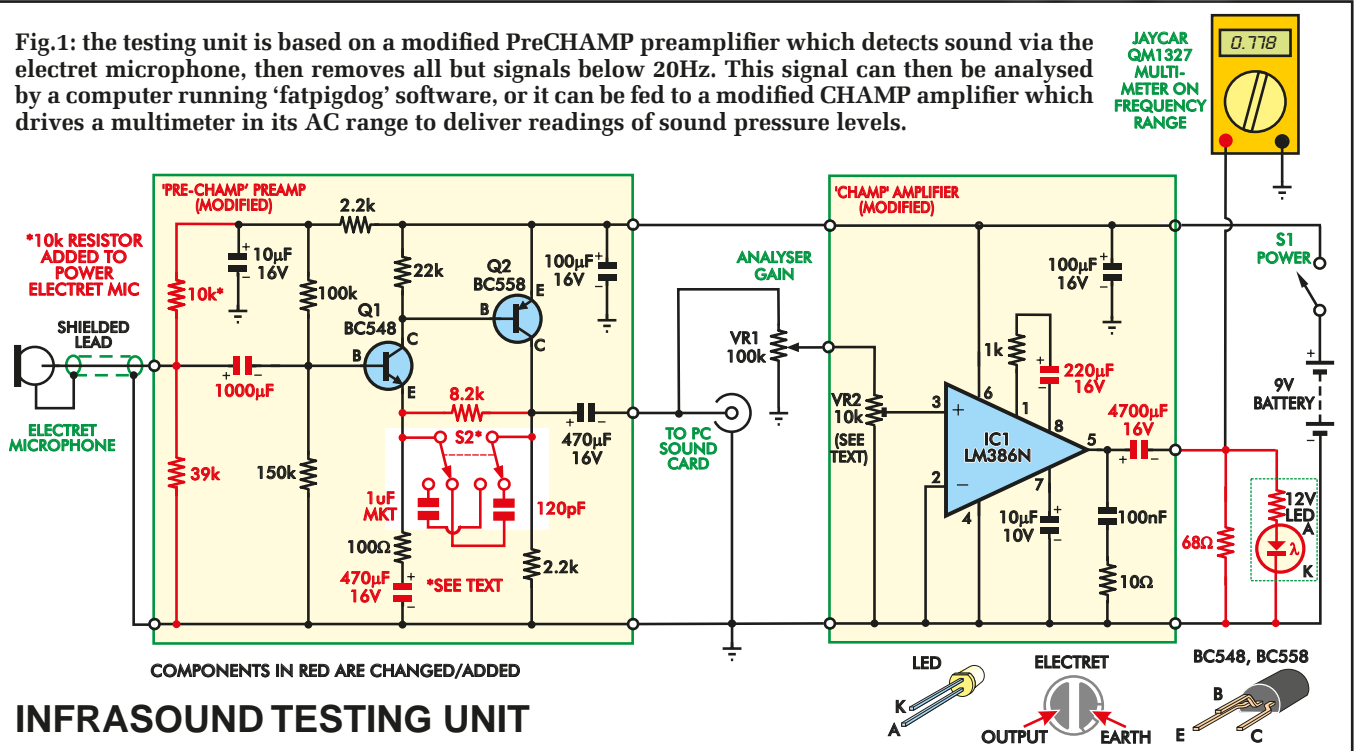 Fig.1: the testing unit is based on a modified PreCHAMP preamplifier which detects sound via the
electret microphone, then removes all but signals below 20Hz. This signal can then be analysed
by a computer running ‘fatpigdog’ software, or it can be fed to a modified CHAMP amplifier which
drives a multimeter in its AC range to deliver readings of sound pressure levels.
JAYCAR
QM1327
MULTI-
METER ON
FREQUENCY
RANGE
0.778
'PRE-CHAMP' PREAMP
(MODIFIED)
*10k RESISTOR
ADDED TO
POWER
ELECTRET MIC
SHIELDED
LEAD
ELECTRET
MICROPHONE
10k*
39k
+
10µF
16V
–
2.2k
100k
+ –
1000µF
150k
22k
Q1
BC548
B
C
E
Q2
BC558
B
E
C
100µF
16V
+
–
8.2k
S2*
1uF
MKT
120pF
100Ω
470µF
16V
+
–
*SEE TEXT
2.2k
+ –
470µF
16V
ANALYSER
GAIN
VR1
100k
TO PC
SOUND
CARD
'CHAMP' AMPLIFIER
(MODIFIED)
VR2
10k
(SEE
TEXT)
100µF
16V
+
–
1k
+
220µF
16V
–
3
+
2
–
6
1
8
IC1
LM386N
5
7
4
10µF
10V
+
–
4700µF
16V
+ –
100nF
10Ω
68Ω
12V
LED
A
λ
K
S1
POWER
+
9V
BATTERY
–
COMPONENTS IN RED ARE CHANGED/ADDED
INFRASOUND TESTING UNIT
LED
K
A
ELECTRET
OUTPUT
EARTH
BC548, BC558
B
E
C